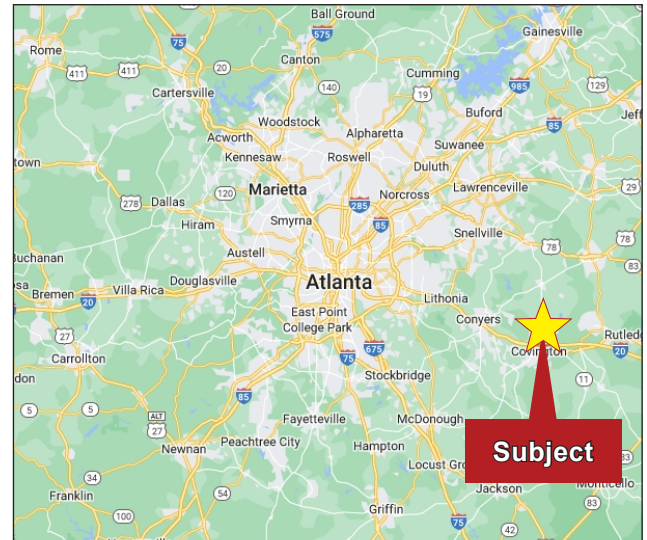 Ball Ground
75
575
Gainesville
Rome
Canton
411
411
20
Cumming
985
129
Cartersville
140
19
Buford
Jeff
Woodstock
Alpharetta
85
Acworth
Suwanee
Kennesaw
Roswell
Duluth
town
Marietta
Norcross
Lawrenceville
29
120
278
Dallas
285
Hiram
Smyrna
85
Snellville
78
78
Buchanan
Austell
83
Douglasville
Atlanta
sa
Bremen
20
Villa Rica
Lithonia
East Point
Conyers
College Park
27
Rutled
Carrollton
75
675
Covington
20
don
Stockbridge
11
85
5
5
ALT
27
Fayetteville
McDonough
Peachtree City
Hampton
Subject
Newnan
Locust Gro
33
34
Jackson
Monticello
Franklin
54
83
100
Griffin
75
42